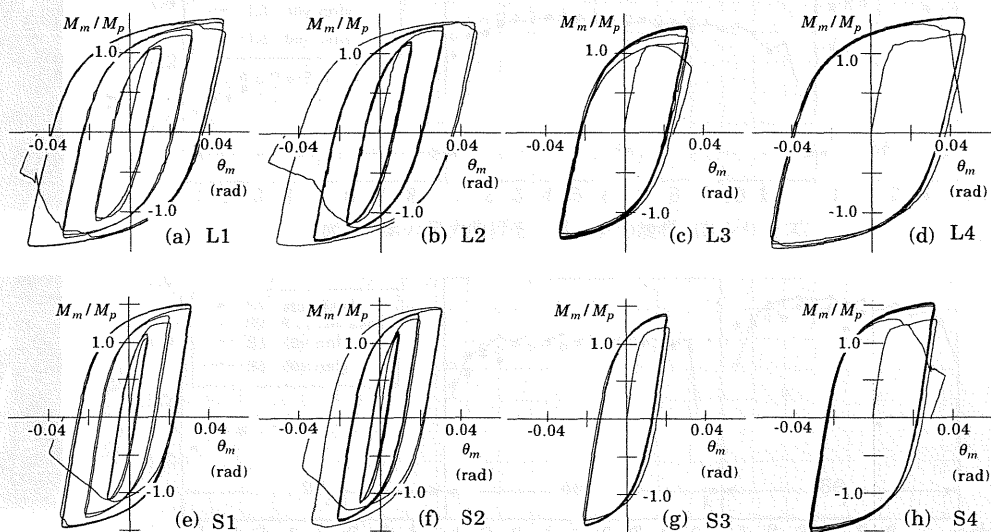 M_m/M_p
1.0
-0.04
0.04
θ_m
(rad)
-1.0
(a) L1
M_m/M_p
1.0
-0.04
0.04
θ_m
(rad)
-1.0
(b) L2
M_m/M_p
1.0
-0.04
0.04
θ_m
(rad)
-1.0
(c) L3
M_m/M_p
1.0
-0.04
0.04
θ_m
(rad)
-1.0
(d) L4
M_m/M_p
1.0
-0.04
0.04
θ_m
(rad)
-1.0
(e) S1
M_m/M_p
1.0
-0.04
0.04
θ_m
(rad)
-1.0
(f) S2
M_m/M_p
1.0
-0.04
0.04
θ_m
(rad)
-1.0
(g) S3
M_m/M_p
1.0
-0.04
0.04
θ_m
(rad)
-1.0
(h) S4